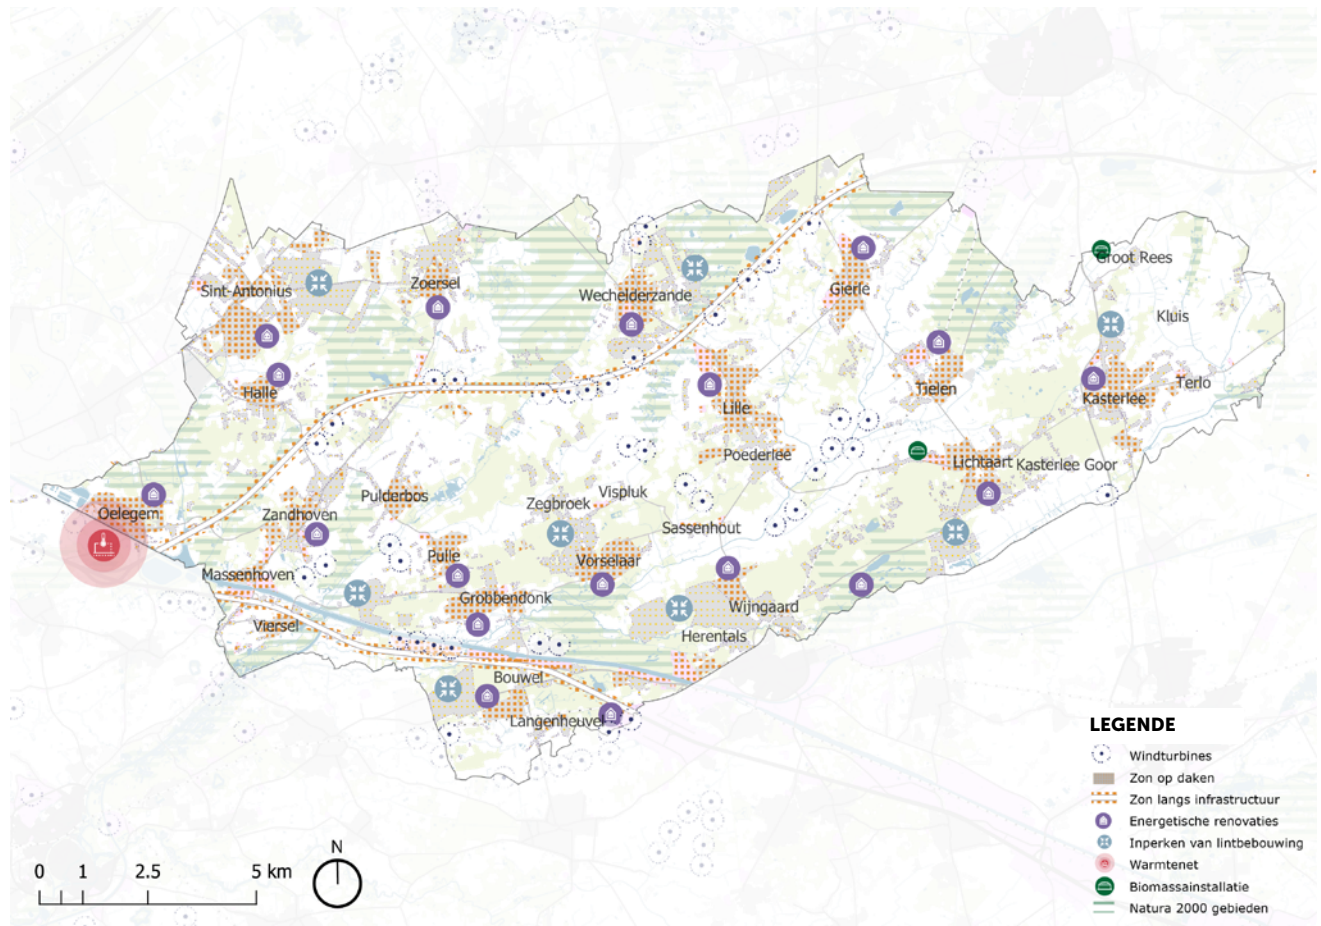 Groot Rees
Sint-Antonius
Zoersel
Wechelderzande
Gierle
Kluis
Halle
Lille
Tielen
Kasterlee
Terlo
Poederlee
Lichtaart
Kasterlee Goor
Oelegem
Zandhoven
Pulderbos
Zegbroek
Vispluk
Sassenhout
Massenhoven
Pulle
Vorselaar
Grobbendonk
Wijngaard
Viersel
Herentals
Bouwel
Langenheuvel
LEGENDE
Windturbines
Zon op daken
Zon langs infrastructuur
Energetische renovaties
Inperken van lintbebouwing
Warmtenet
Biomassainstallatie
Natura 2000 gebieden
0 1 2.5 5 km
N